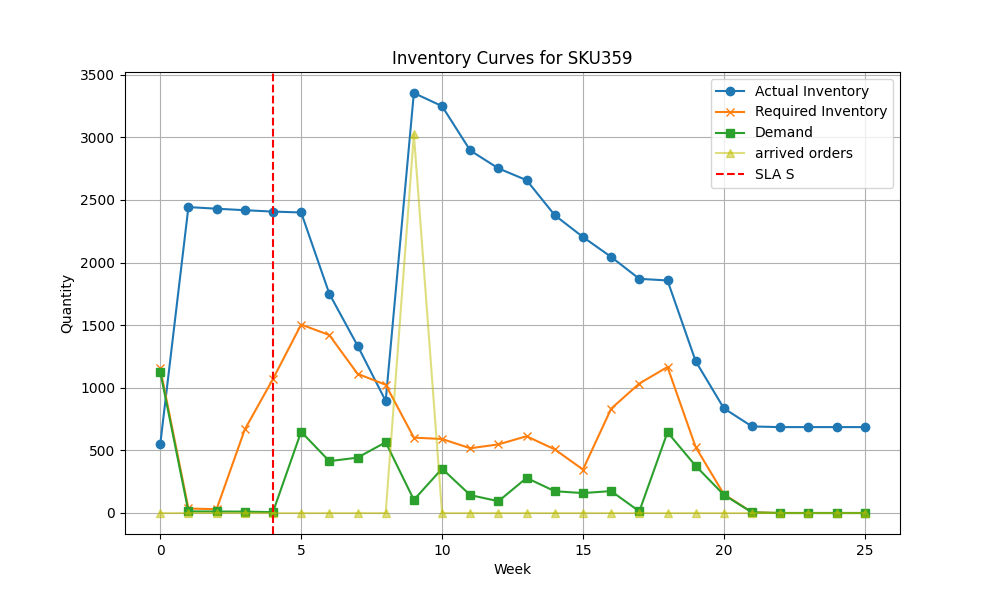 Inventory Curves for SKU359
3500
3000
2500
2000
1500
1000
500
0
Quantity
Actual Inventory
Required Inventory
Demand
arrived orders
SLA S
0
5
10
15
20
25
Week